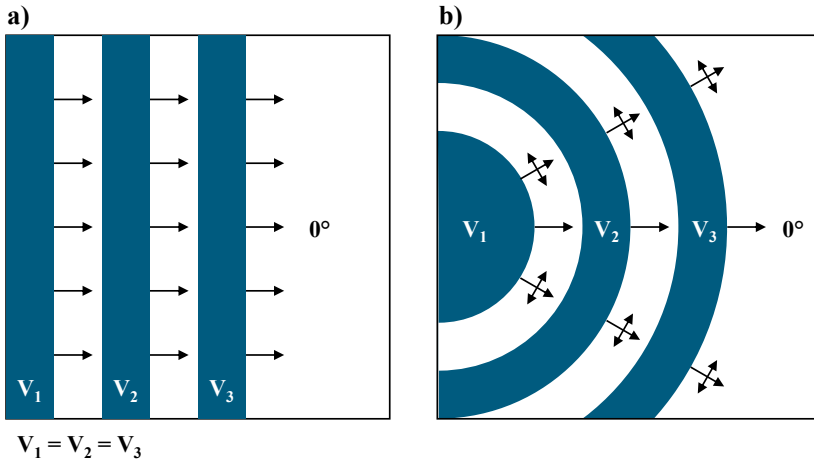 a)
V₁ V₂ V₃
0°
V₁ = V₂ = V₃
b)
V₁ V₂ V₃ 0°